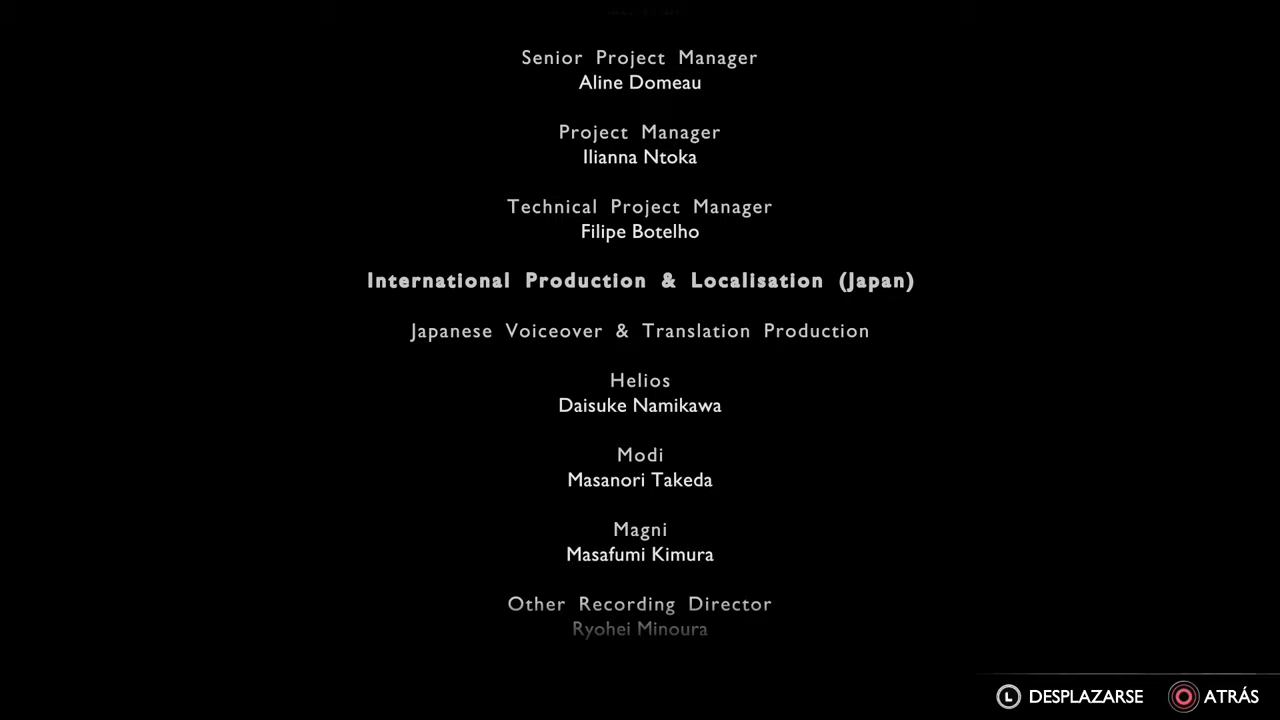 Senior Project Manager
Aline Domeau
Project Manager
Ilianna Ntoka
Technical Project Manager
Filipe Botelho
International Production & Localisation (Japan)
Japanese Voiceover & Translation Production
Helios
Daisuke Namikawa
Modi
Masanori Takeda
Magni
Masafumi Kimura
Other Recording Director
Ryohei Minoura
L DESPLAZARSE ATRÁS